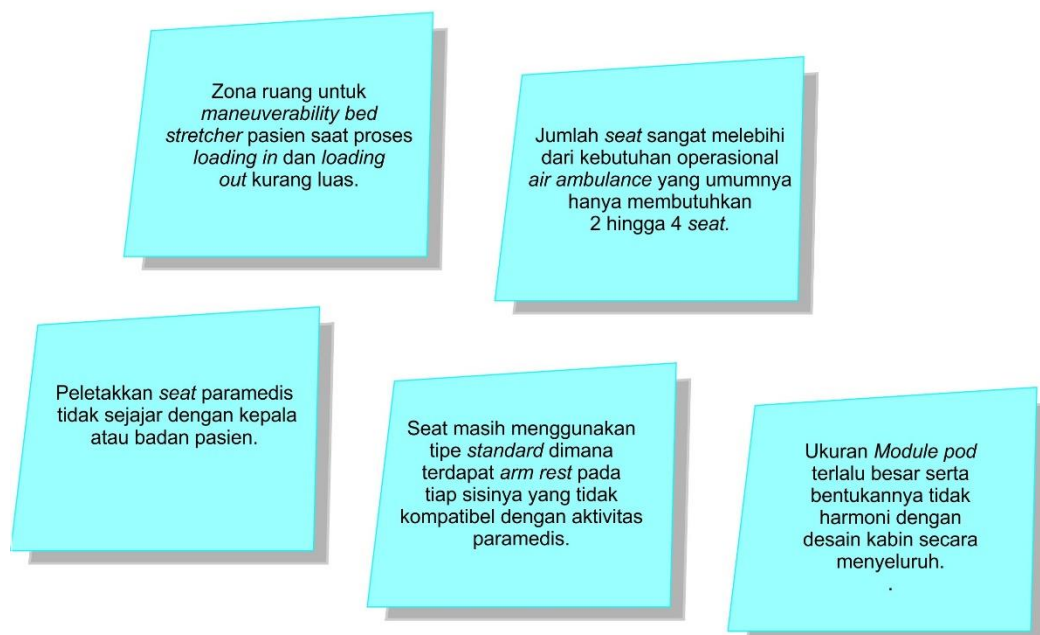 Zona ruang untuk
maneuverability bed
stretcher pasien saat proses
loading in dan loading
out kurang luas.
Jumlah seat sangat melebihi
dari kebutuhan operasional
air ambulance yang umumnya
hanya membutuhkan
2 hingga 4 seat.
Peletakkan seat paramedis
tidak sejajar dengan kepala
atau badan pasien.
Seat masih menggunakan
tipe standard dimana
terdapat arm rest pada
tiap sisinya yang tidak
kompatibel dengan aktivitas
paramedis.
Ukuran Module pod
terlalu besar serta
bentukannya tidak
harmoni dengan
desain kabin secara
menyeluruh.
.